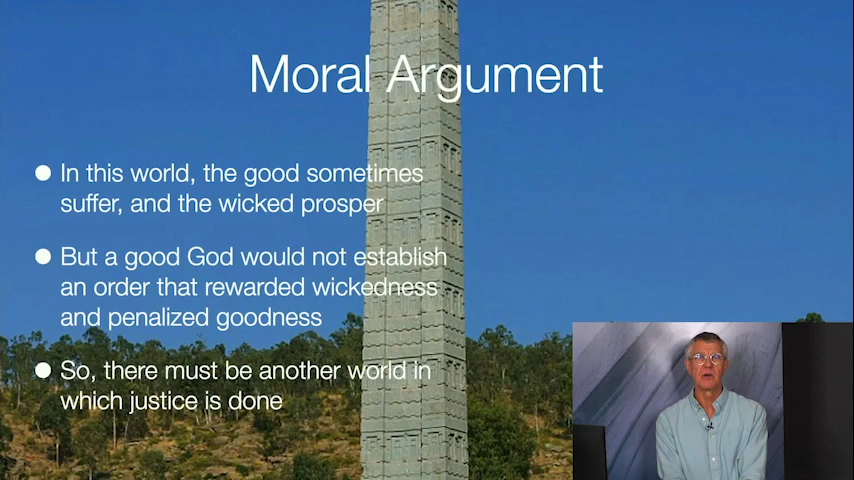 Moral Argument
● In this world, the good sometimes
suffer, and the wicked prosper
● But a good God would not establish
an order that rewarded wickedness
and penalized goodness
● So, there must be another world in
which justice is done